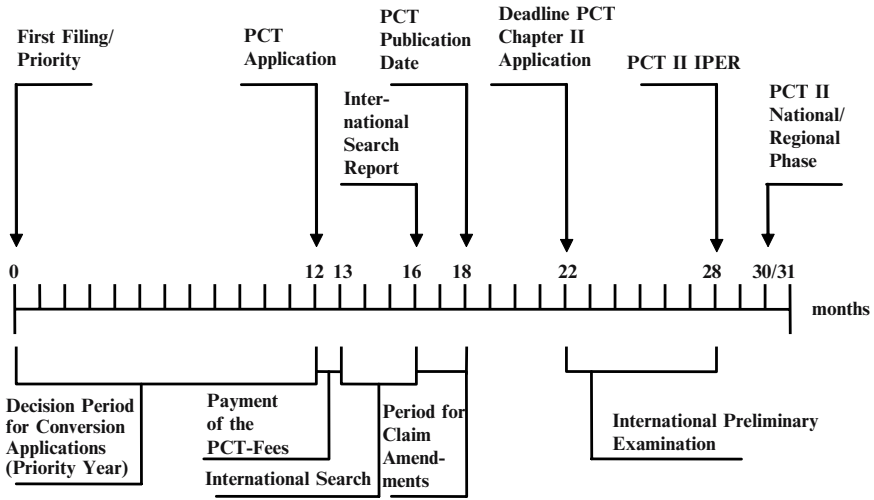 First Filing/
Priority
PCT
Application
PCT
Publication
Date
Inter-
national
Search
Report
Deadline PCT
Chapter II
Application
PCT II IPER
PCT II
National/
Regional
Phase
0
12
13
16
18
22
28
30/31
months
Decision Period
for Conversion
Applications
(Priority Year)
Payment
of the
PCT-Fees
International Search
Period for
Claim
Amend-
ments
International Preliminary
Examination